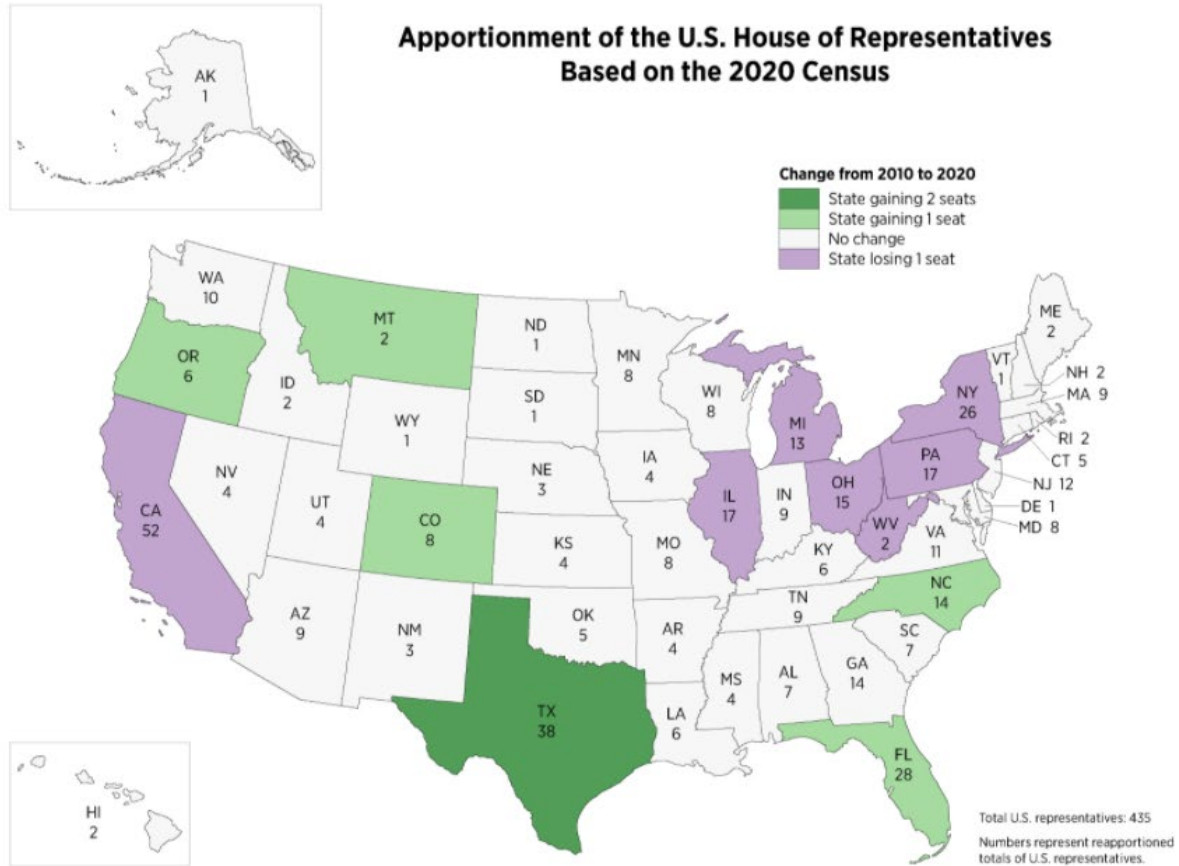 Apportionment of the U.S. House of Representatives
Based on the 2020 Census
AK
1
Change from 2010 to 2020
State gaining 2 seats
State gaining 1 seat
No change
State losing 1 seat
WA
10
OR
6
CA
52
ID
2
NV
4
MT
2
WY
1
UT
4
CO
8
AZ
9
NM
3
ND
1
SD
1
NE
3
KS
4
OK
5
TX
38
MN
8
IA
4
MO
8
AR
4
LA
6
WI
8
IL
17
MI
13
IN
9
OH
15
KY
6
TN
9
MS
4
AL
7
GA
14
FL
28
SC
7
NC
14
VA
11
WV
2
PA
17
NY
26
VT
1
ME
2
NH 2
MA 9
RI 2
CT 5
NJ 12
DE 1
MD 8
HI
2
Total U.S. representatives: 435
Numbers represent reapportioned
totals of U.S. representatives.